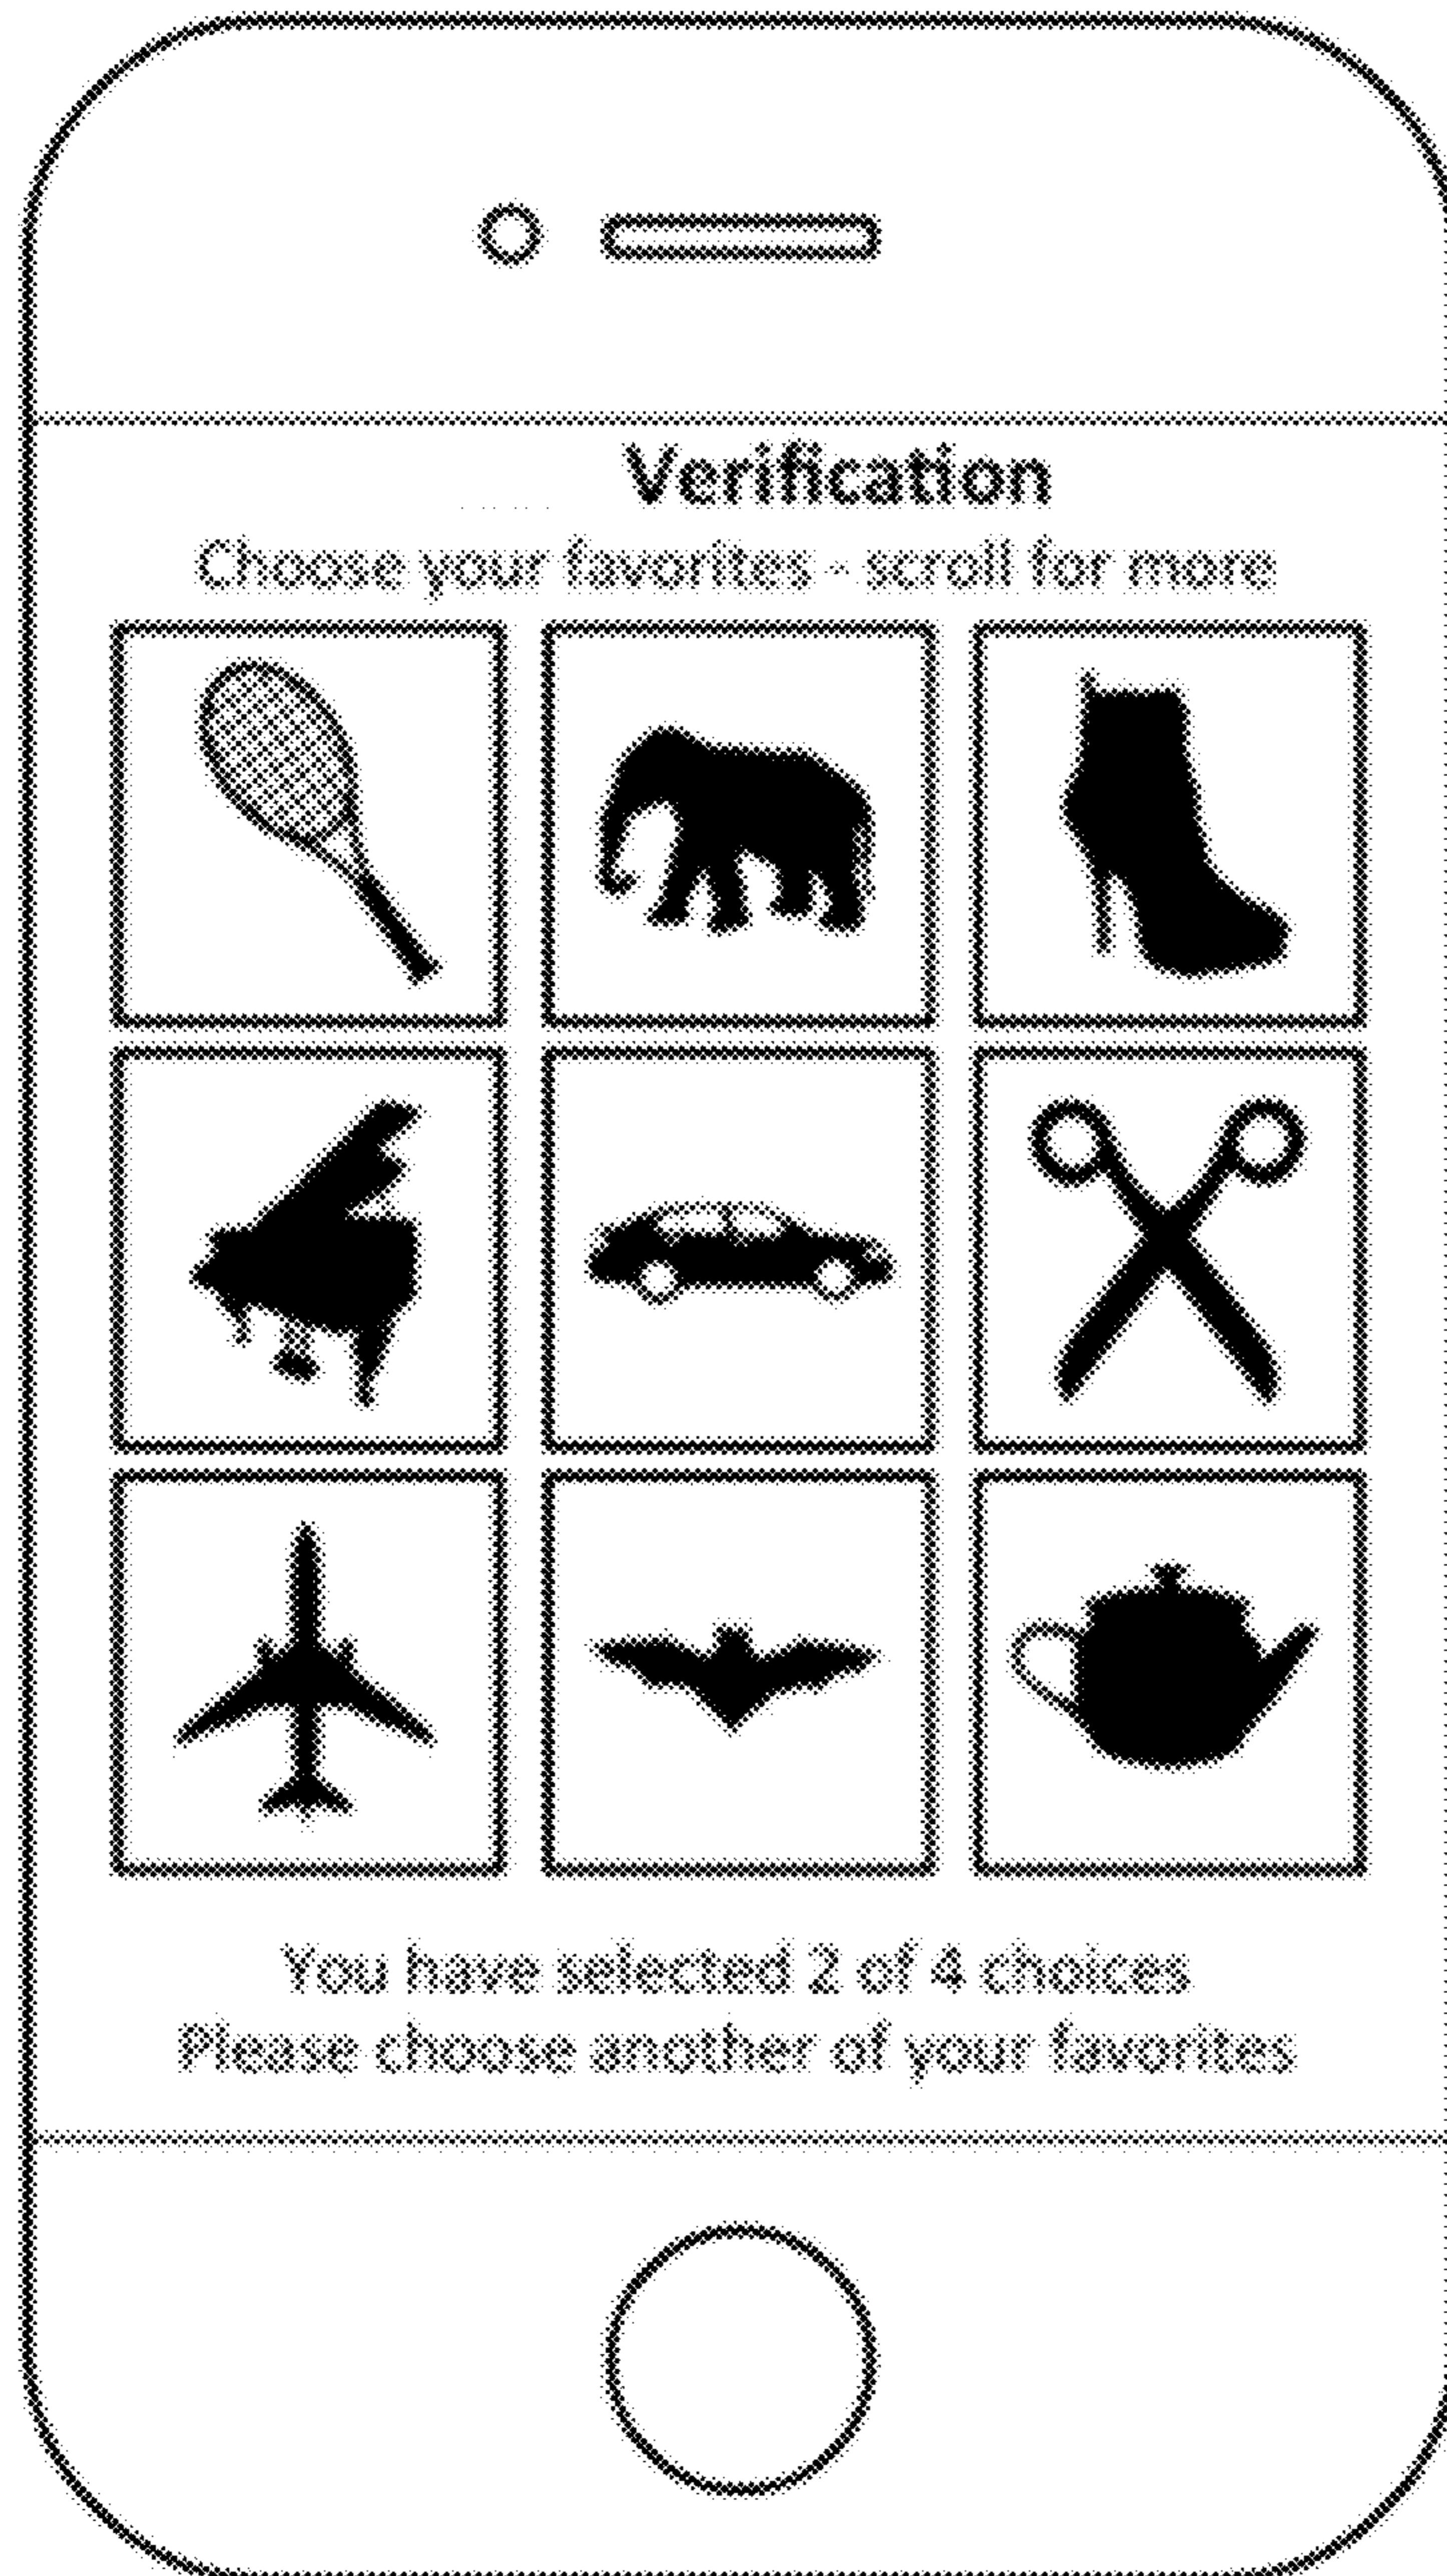 Verification
Choose your favorites - scroll for more
You have selected 2 of 4 choices
Please choose another of your favorites